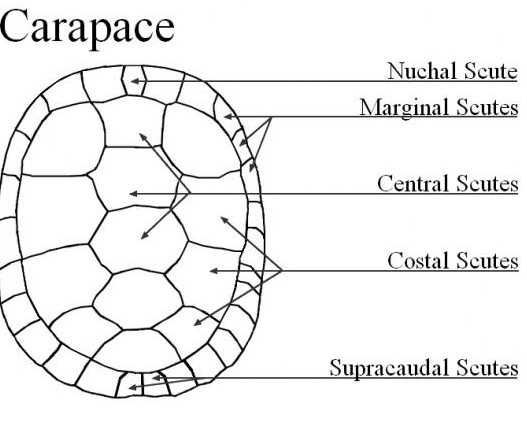 Carapace
Nuchal Scute
Marginal Scutes
Central Scutes
Costal Scutes
Supracaudal Scutes